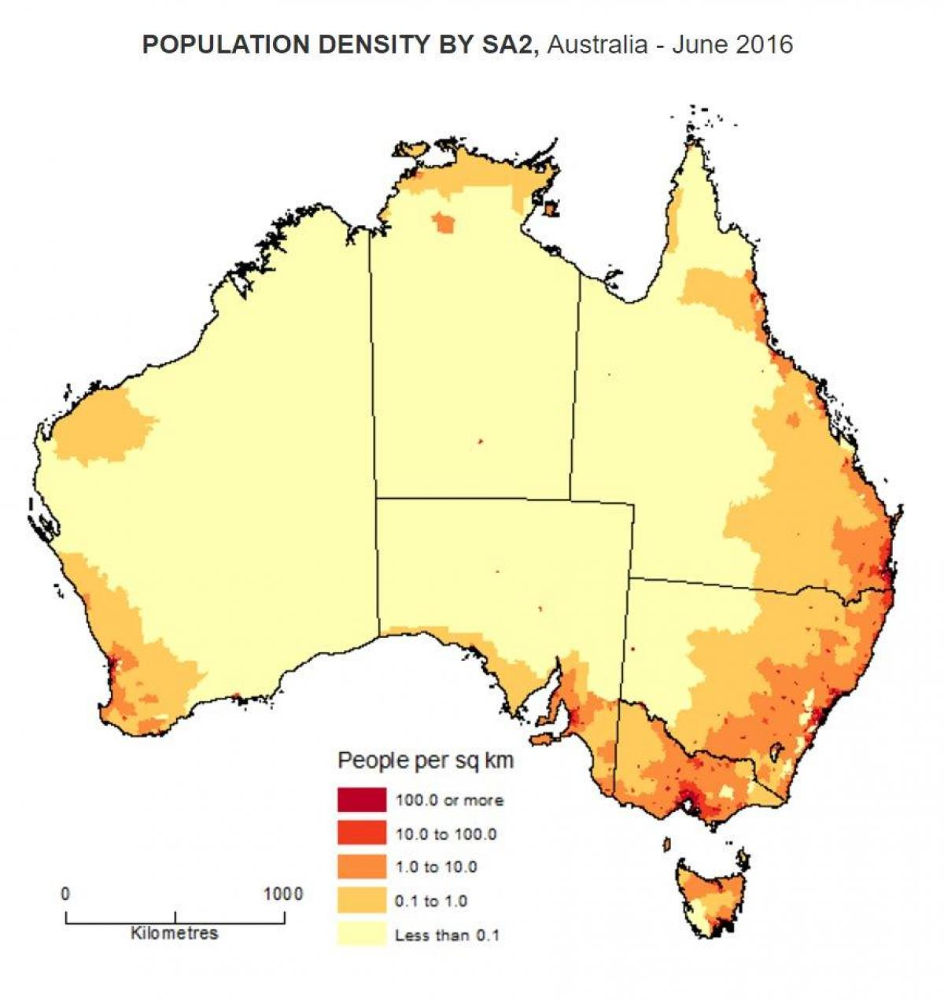 POPULATION DENSITY BY SA2, Australia - June 2016
People per sq km
100.0 or more
10.0 to 100.0
1.0 to 10.0
0.1 to 1.0
Less than 0.1
0 1000
Kilometres